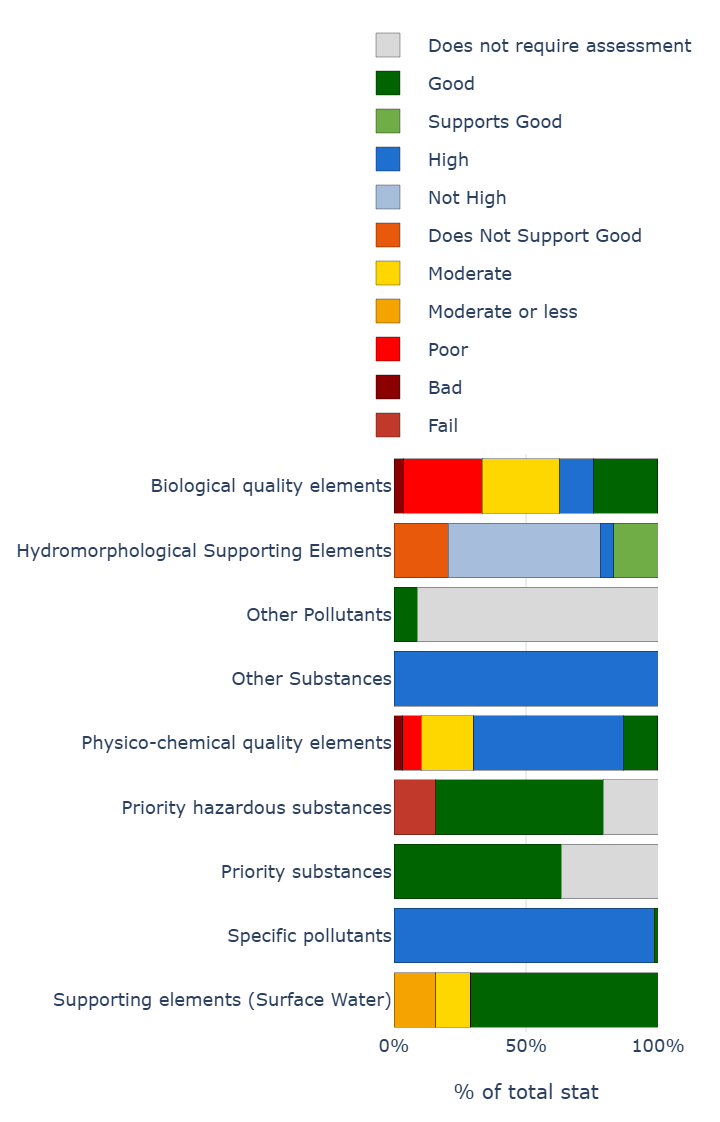 Does not require assessment
Good
Supports Good
High
Not High
Does Not Support Good
Moderate
Moderate or less
Poor
Bad
Fail
Biological quality elements
Hydromorphological Supporting Elements
Other Pollutants
Other Substances
Physico-chemical quality elements
Priority hazardous substances
Priority substances
Specific pollutants
Supporting elements (Surface Water)
0% 50% 100%
% of total stat